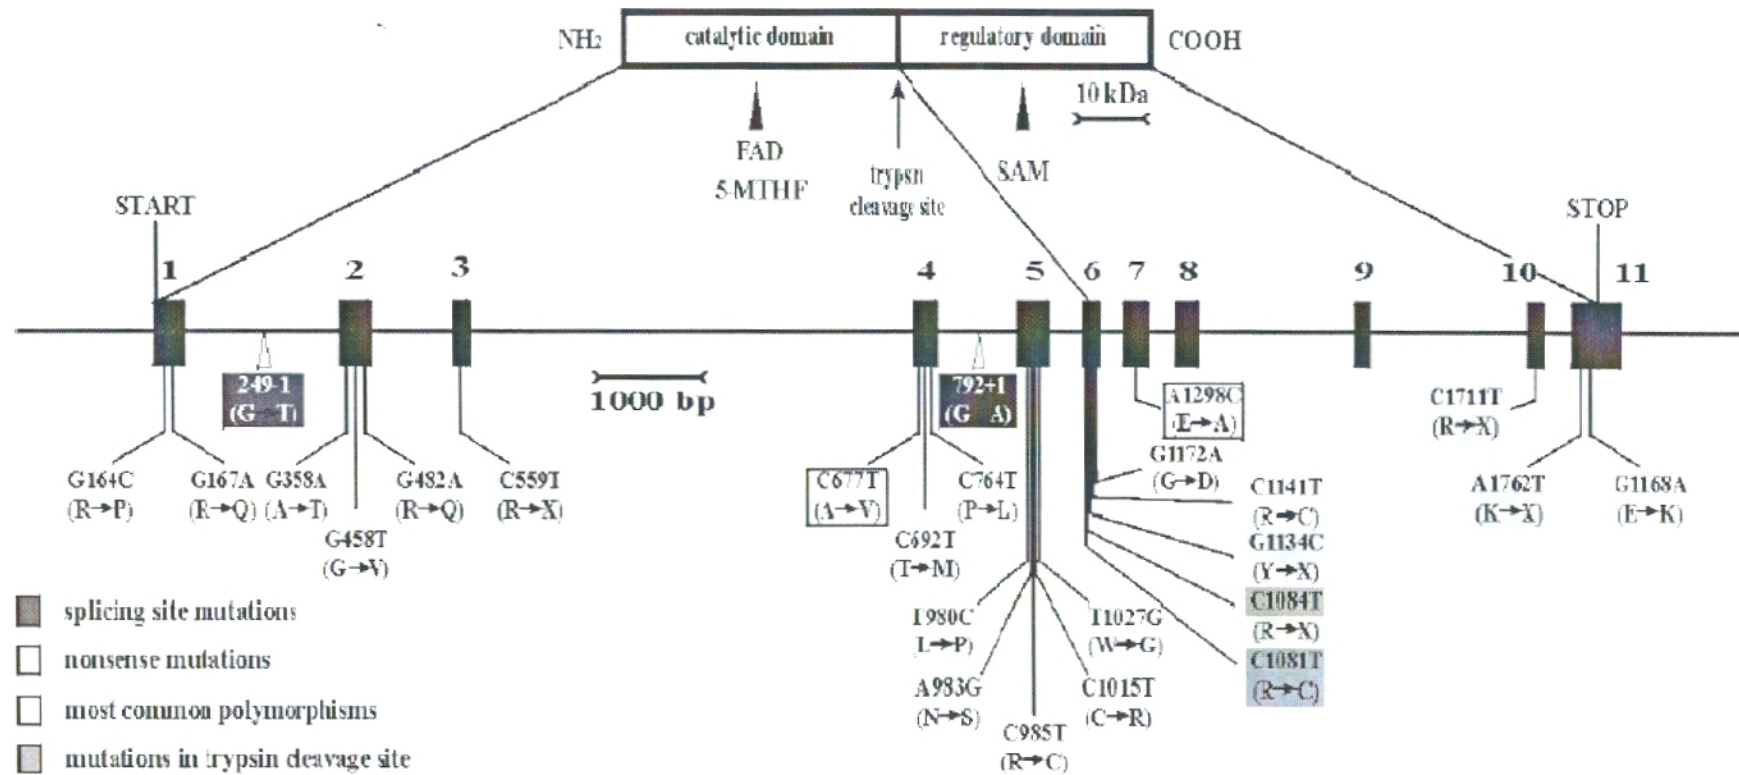 NH2 catalytic domain regulatory domain COOH
10 kDa
FAD
5-MTHF
trypsn
cleavage site
SAM
START
STOP
1 2 3 4 5 6 7 8 9 10 11
249-1
(G T)
1000 bp
792+1
(G A)
A1298C
(E→A)
C1711T
(R→X)
G164C
(R→P)
G167A
(R→Q)
G358A
(A→T)
G482A
(R→Q)
C559T
(R→X)
G458T
(G→V)
C677T
(A→V)
C764T
(P→L)
C692T
(T→M)
G1172A
(G→D)
C1141T
(R→C)
G1134C
(Y→X)
C1084T
(R→X)
C1081T
(R→C)
A1762T
(K→X)
G1168A
(E→K)
T980C
(L→P)
T1027G
(W→G)
A983G
(N→S)
C1015T
(C→R)
C985T
(R→C)
splicing site mutations
nonsense mutations
most common polymorphisms
mutations in trypsin cleavage site